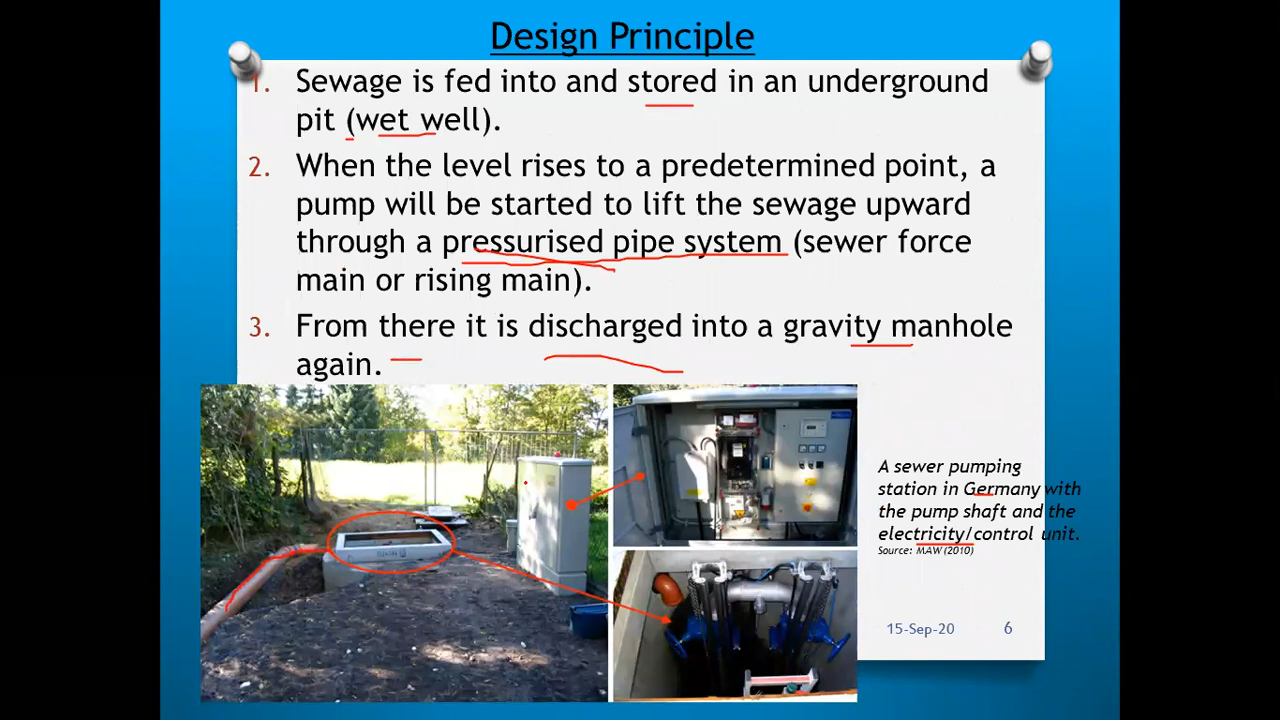 Design Principle
1. Sewage is fed into and stored in an underground
pit (wet well).
2. When the level rises to a predetermined point, a
pump will be started to lift the sewage upward
through a pressurised pipe system (sewer force
main or rising main).
3. From there it is discharged into a gravity manhole
again.
A sewer pumping
station in Germany with
the pump shaft and the
electricity/control unit.
Source: MAW (2010)
15-Sep-20 6